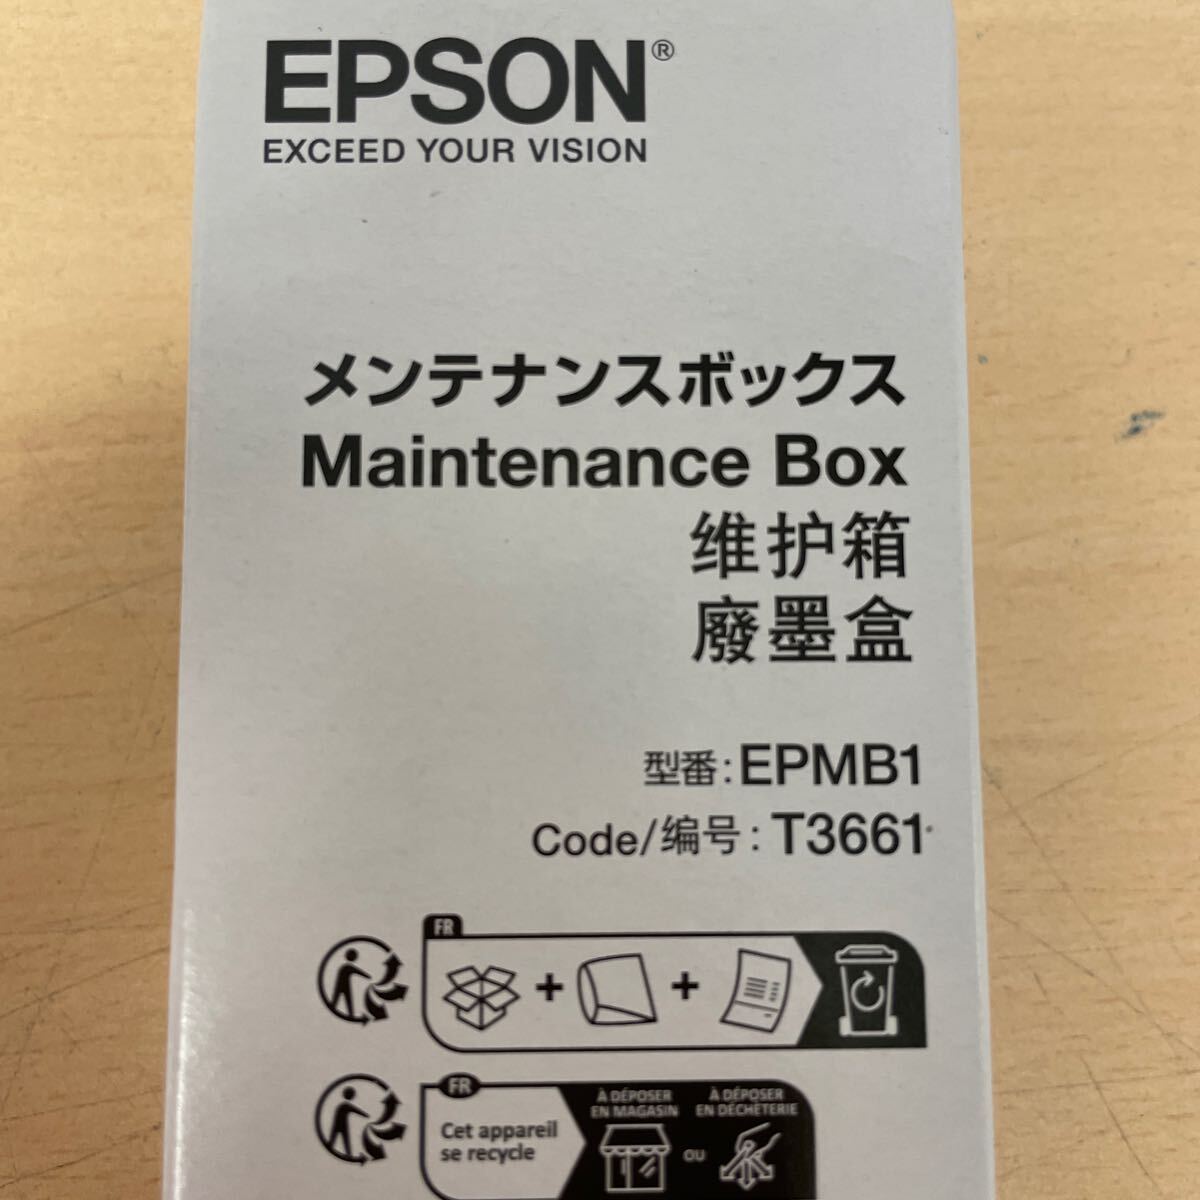 EPSON®
EXCEED YOUR VISION
メンテナンスボックス
Maintenance Box
维护箱
廢墨盒
型番:EPMB1
Code/编号:T3661
FR
+ +
FR
Cet appareil
se recycle
À DÉPOSER
EN MAGASIN
OU
À DÉPOSER
EN DÉCHÈTERIE